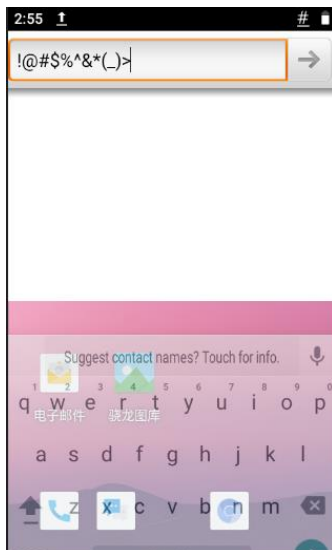 2:55 #
!@#$%^&*(_)>
Suggest contact names? Touch for info.
1 2 3 4 5 6 7 8 9 0
q w e r t y u i o p
电子邮件 骁龙图库
a s d f g h j k l
z x c v b n m